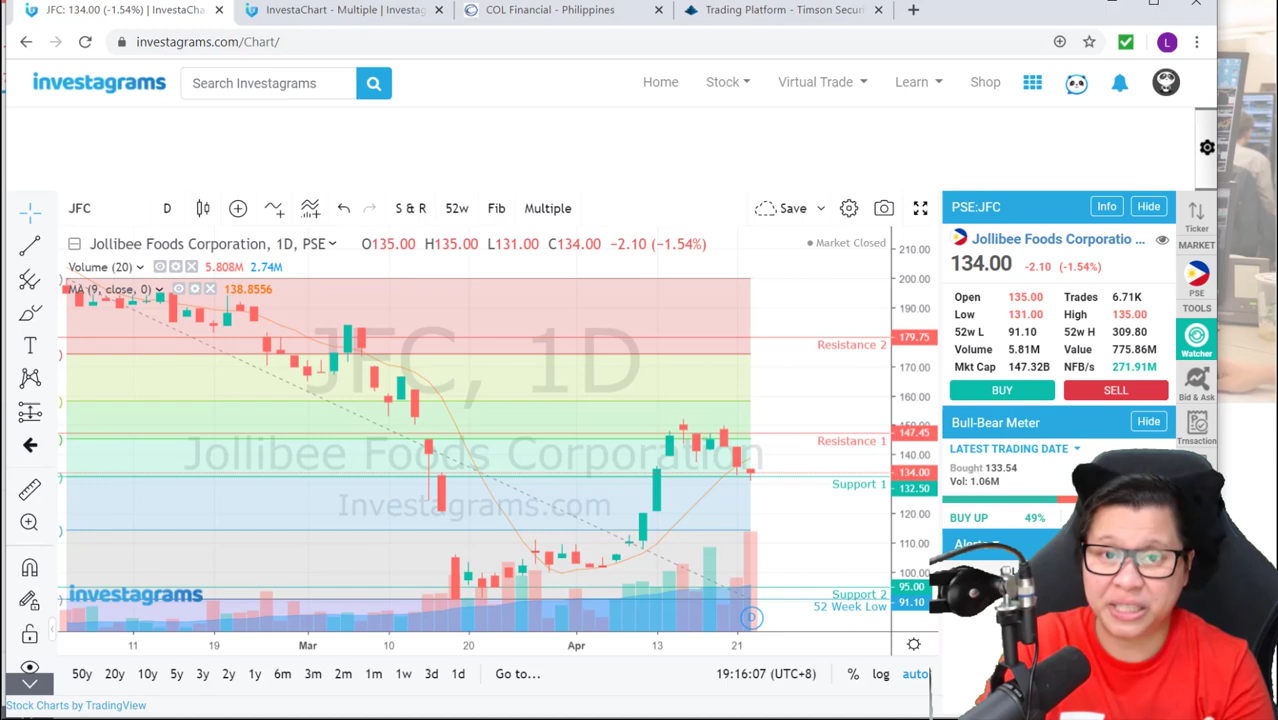 JFC: 134.00 (-1.54%) | InvestaCha
InvestaChart - Multiple | Investag
COL Financial - Philippines
Trading Platform - Timson Securi
investagrams.com/Chart/
L
investagrams
Search Investagrams
Home
Stock
Virtual Trade
Learn
Shop
JFC
D
S & R
52w
Fib
Multiple
Save
Jollibee Foods Corporation, 1D, PSE
O135.00 H135.00 L131.00 C134.00 −2.10 (−1.54%)
Market Closed
Volume (20)
5.808M 2.74M
MA (9, close, 0)
138.8556
JFC, 1D
Jollibee Foods Corporation
Investagrams.com
investagrams
Resistance 2
Resistance 1
Support 1
Support 2
52 Week Low
D
210.00
200.00
190.00
179.75
170.00
160.00
150.00
147.45
140.00
134.00
132.50
120.00
110.00
100.00
95.00
91.10
11
19
Mar
10
20
Apr
13
21
50y 20y 10y 5y 3y 2y 1y 6m 3m 2m 1m 1w 3d 1d
Go to...
19:16:07 (UTC+8)
%
log
auto
Stock Charts by TradingView
PSE:JFC
Info
Hide
Jollibee Foods Corporatio ...
134.00 -2.10 (-1.54%)
Open 135.00 Trades 6.71K
Low 131.00 High 135.00
52w L 91.10 52w H 309.80
Volume 5.81M Value 775.86M
Mkt Cap 147.32B NFB/s 271.91M
BUY
SELL
Bull-Bear Meter
Hide
LATEST TRADING DATE
Bought 133.54
Vol: 1.06M
BUY UP 49%
Ticker
MARKET
PSE
TOOLS
Watcher
Bid & Ask
Trnsaction